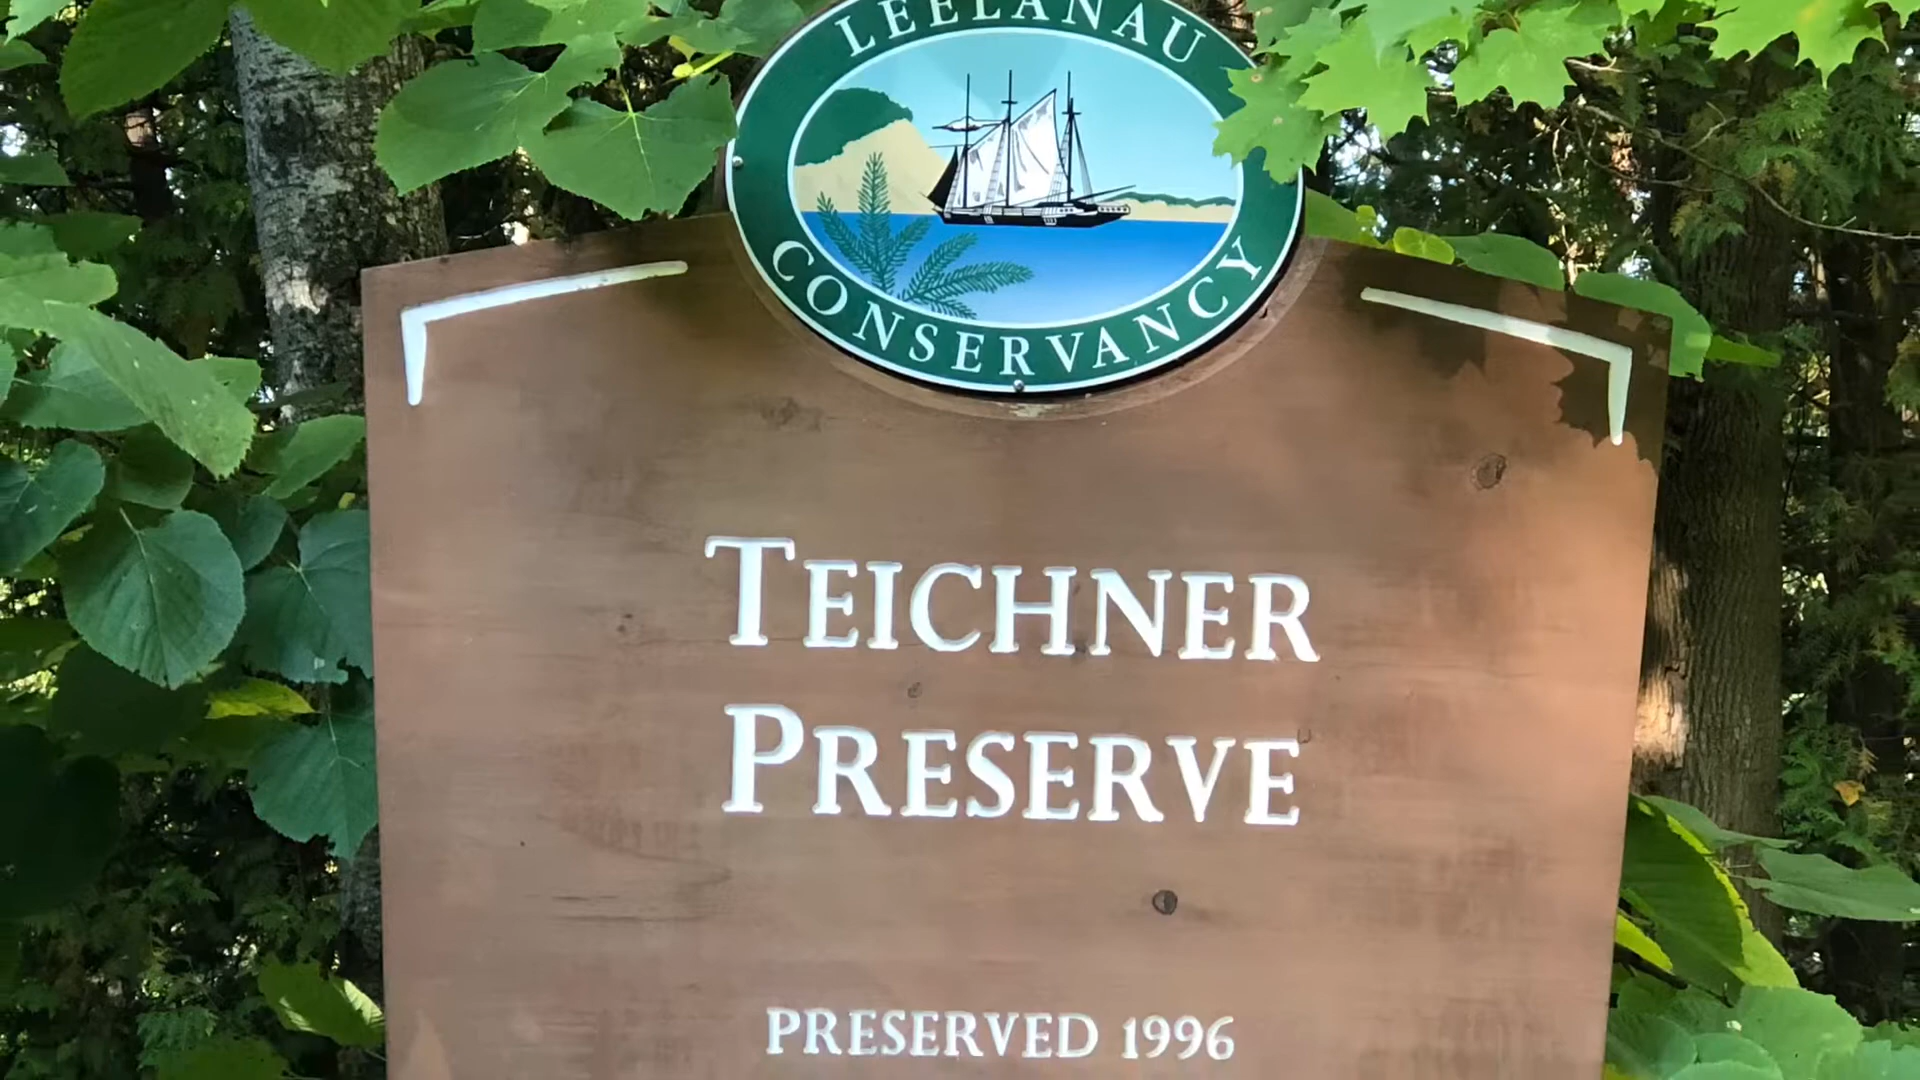 LEELANAU
CONSERVANCY
TEICHNER
PRESERVE
PRESERVED 1996